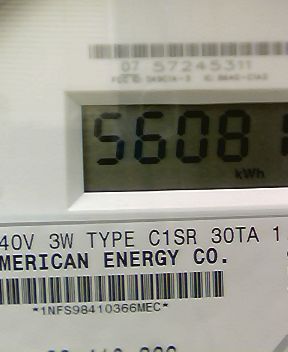 07 57245311
5608
kWh
40V 3W TYPE C1SR 30TA 1
MERICAN ENERGY CO.
*1NFS98410366MEC*